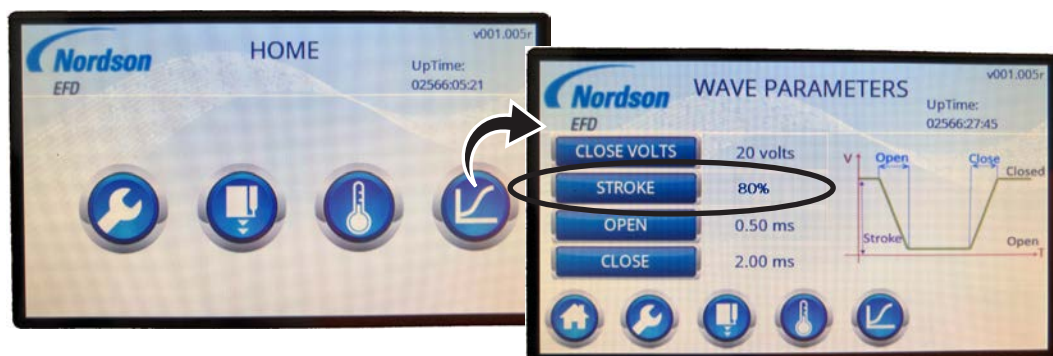 v001.005r
Nordson
EFD
HOME
UpTime:
02566:05:21
v001.005r
Nordson
EFD
WAVE PARAMETERS
UpTime:
02566:27:45
CLOSE VOLTS 20 volts
STROKE 80%
OPEN 0.50 ms
CLOSE 2.00 ms
V Open Close
Closed
Stroke
Open
T